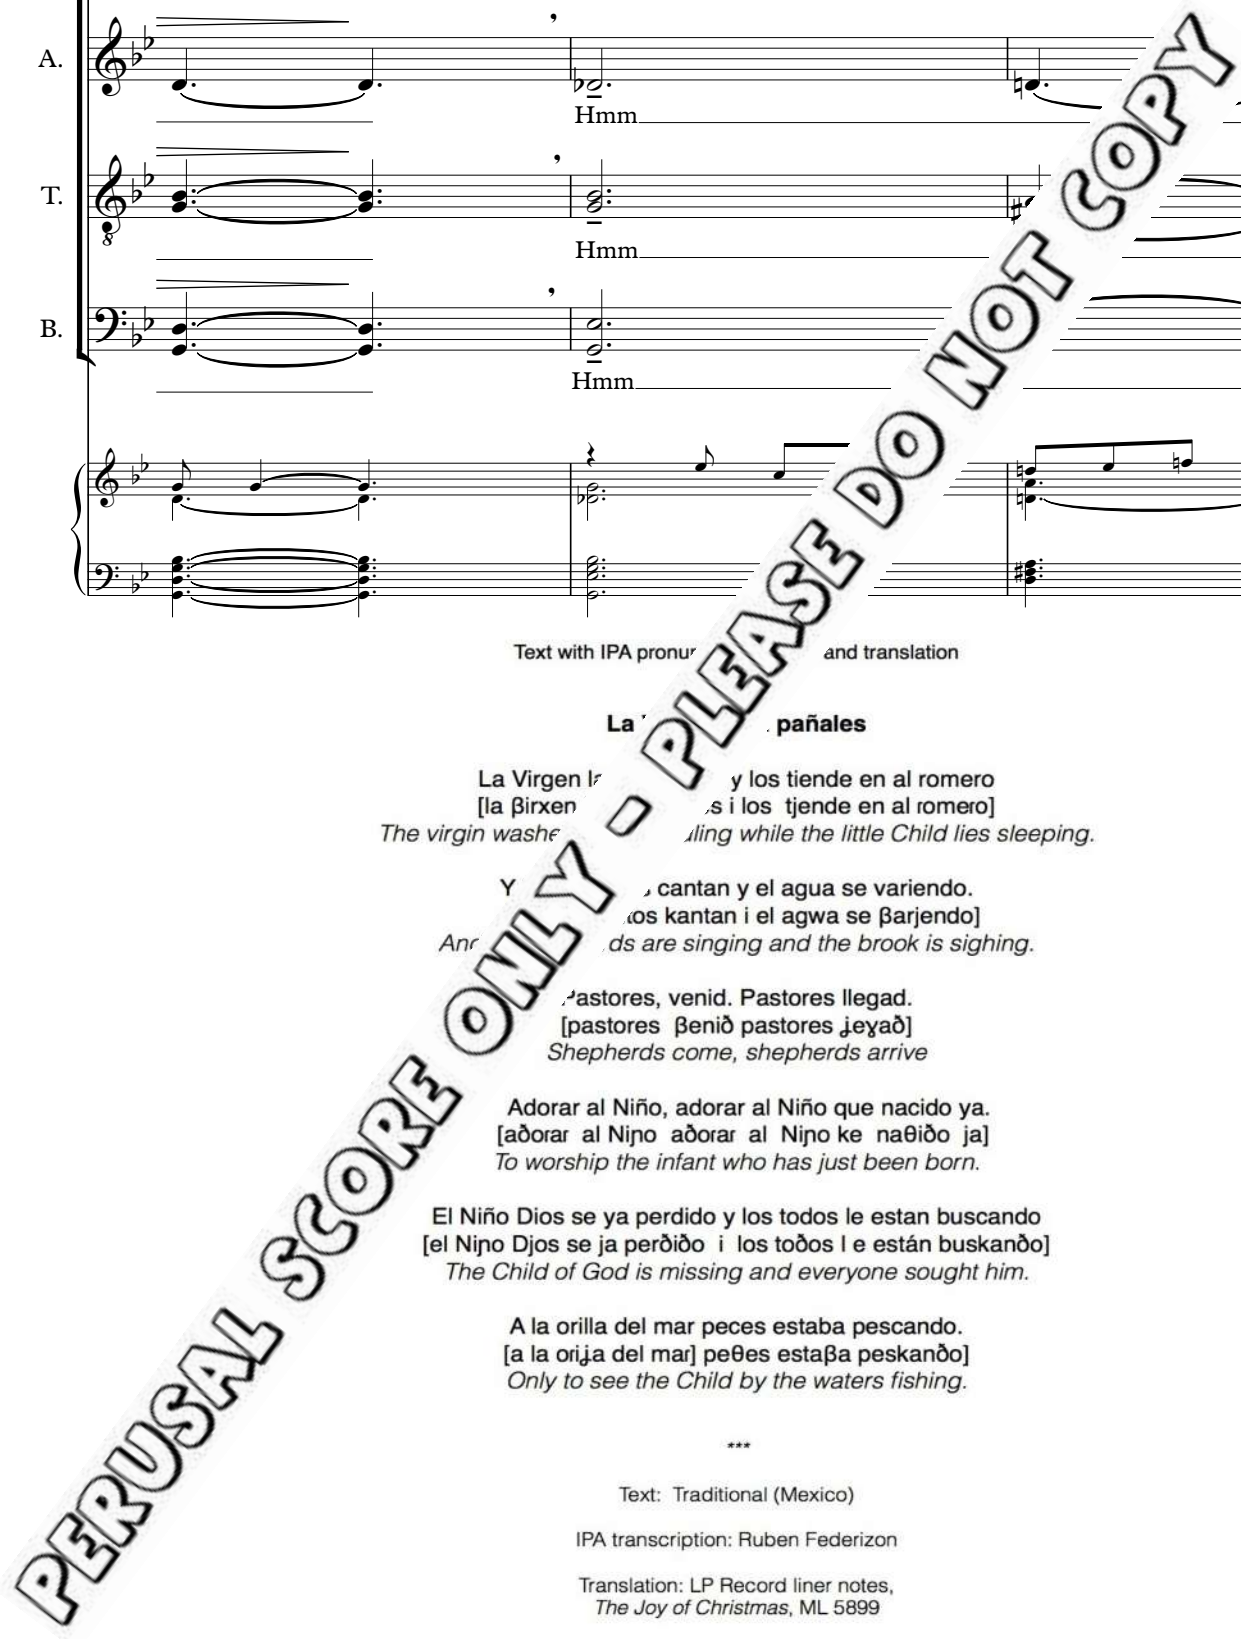 A.
Hmm
T.
8
Hmm
B.
Hmm
Text with IPA and translation
La pañales
La Virgen y los tiende en al romero
[la βirxen i los tjende en al romero]
The virgin while the little Child lies sleeping.
Y cantan y el agua se variendo.
kantan i el agwa se βarjendo]
are singing and the brook is sighing.
Pastores, venid. Pastores llegad.
[pastores βenið pastores ʝeɣað]
Shepherds come, shepherds arrive
Adorar al Niño, adorar al Niño que nacido ya.
[aðorar al Niɲo aðorar al Niɲo ke naθiðo ja]
To worship the infant who has just been born.
El Niño Dios se ya perdido y los todos le estan buscando
[el Niɲo Djos se ja perðiðo i los toðos l e están buskanðo]
The Child of God is missing and everyone sought him.
A la orilla del mar peces estaba pescando.
[a la oriʝa del mar] peθes estaβa peskanðo]
Only to see the Child by the waters fishing.
***
Text: Traditional (Mexico)
IPA transcription: Ruben Federizon
Translation: LP Record liner notes,
The Joy of Christmas, ML 5899
PERUSAL SCORE ONLY - PLEASE DO NOT COPY